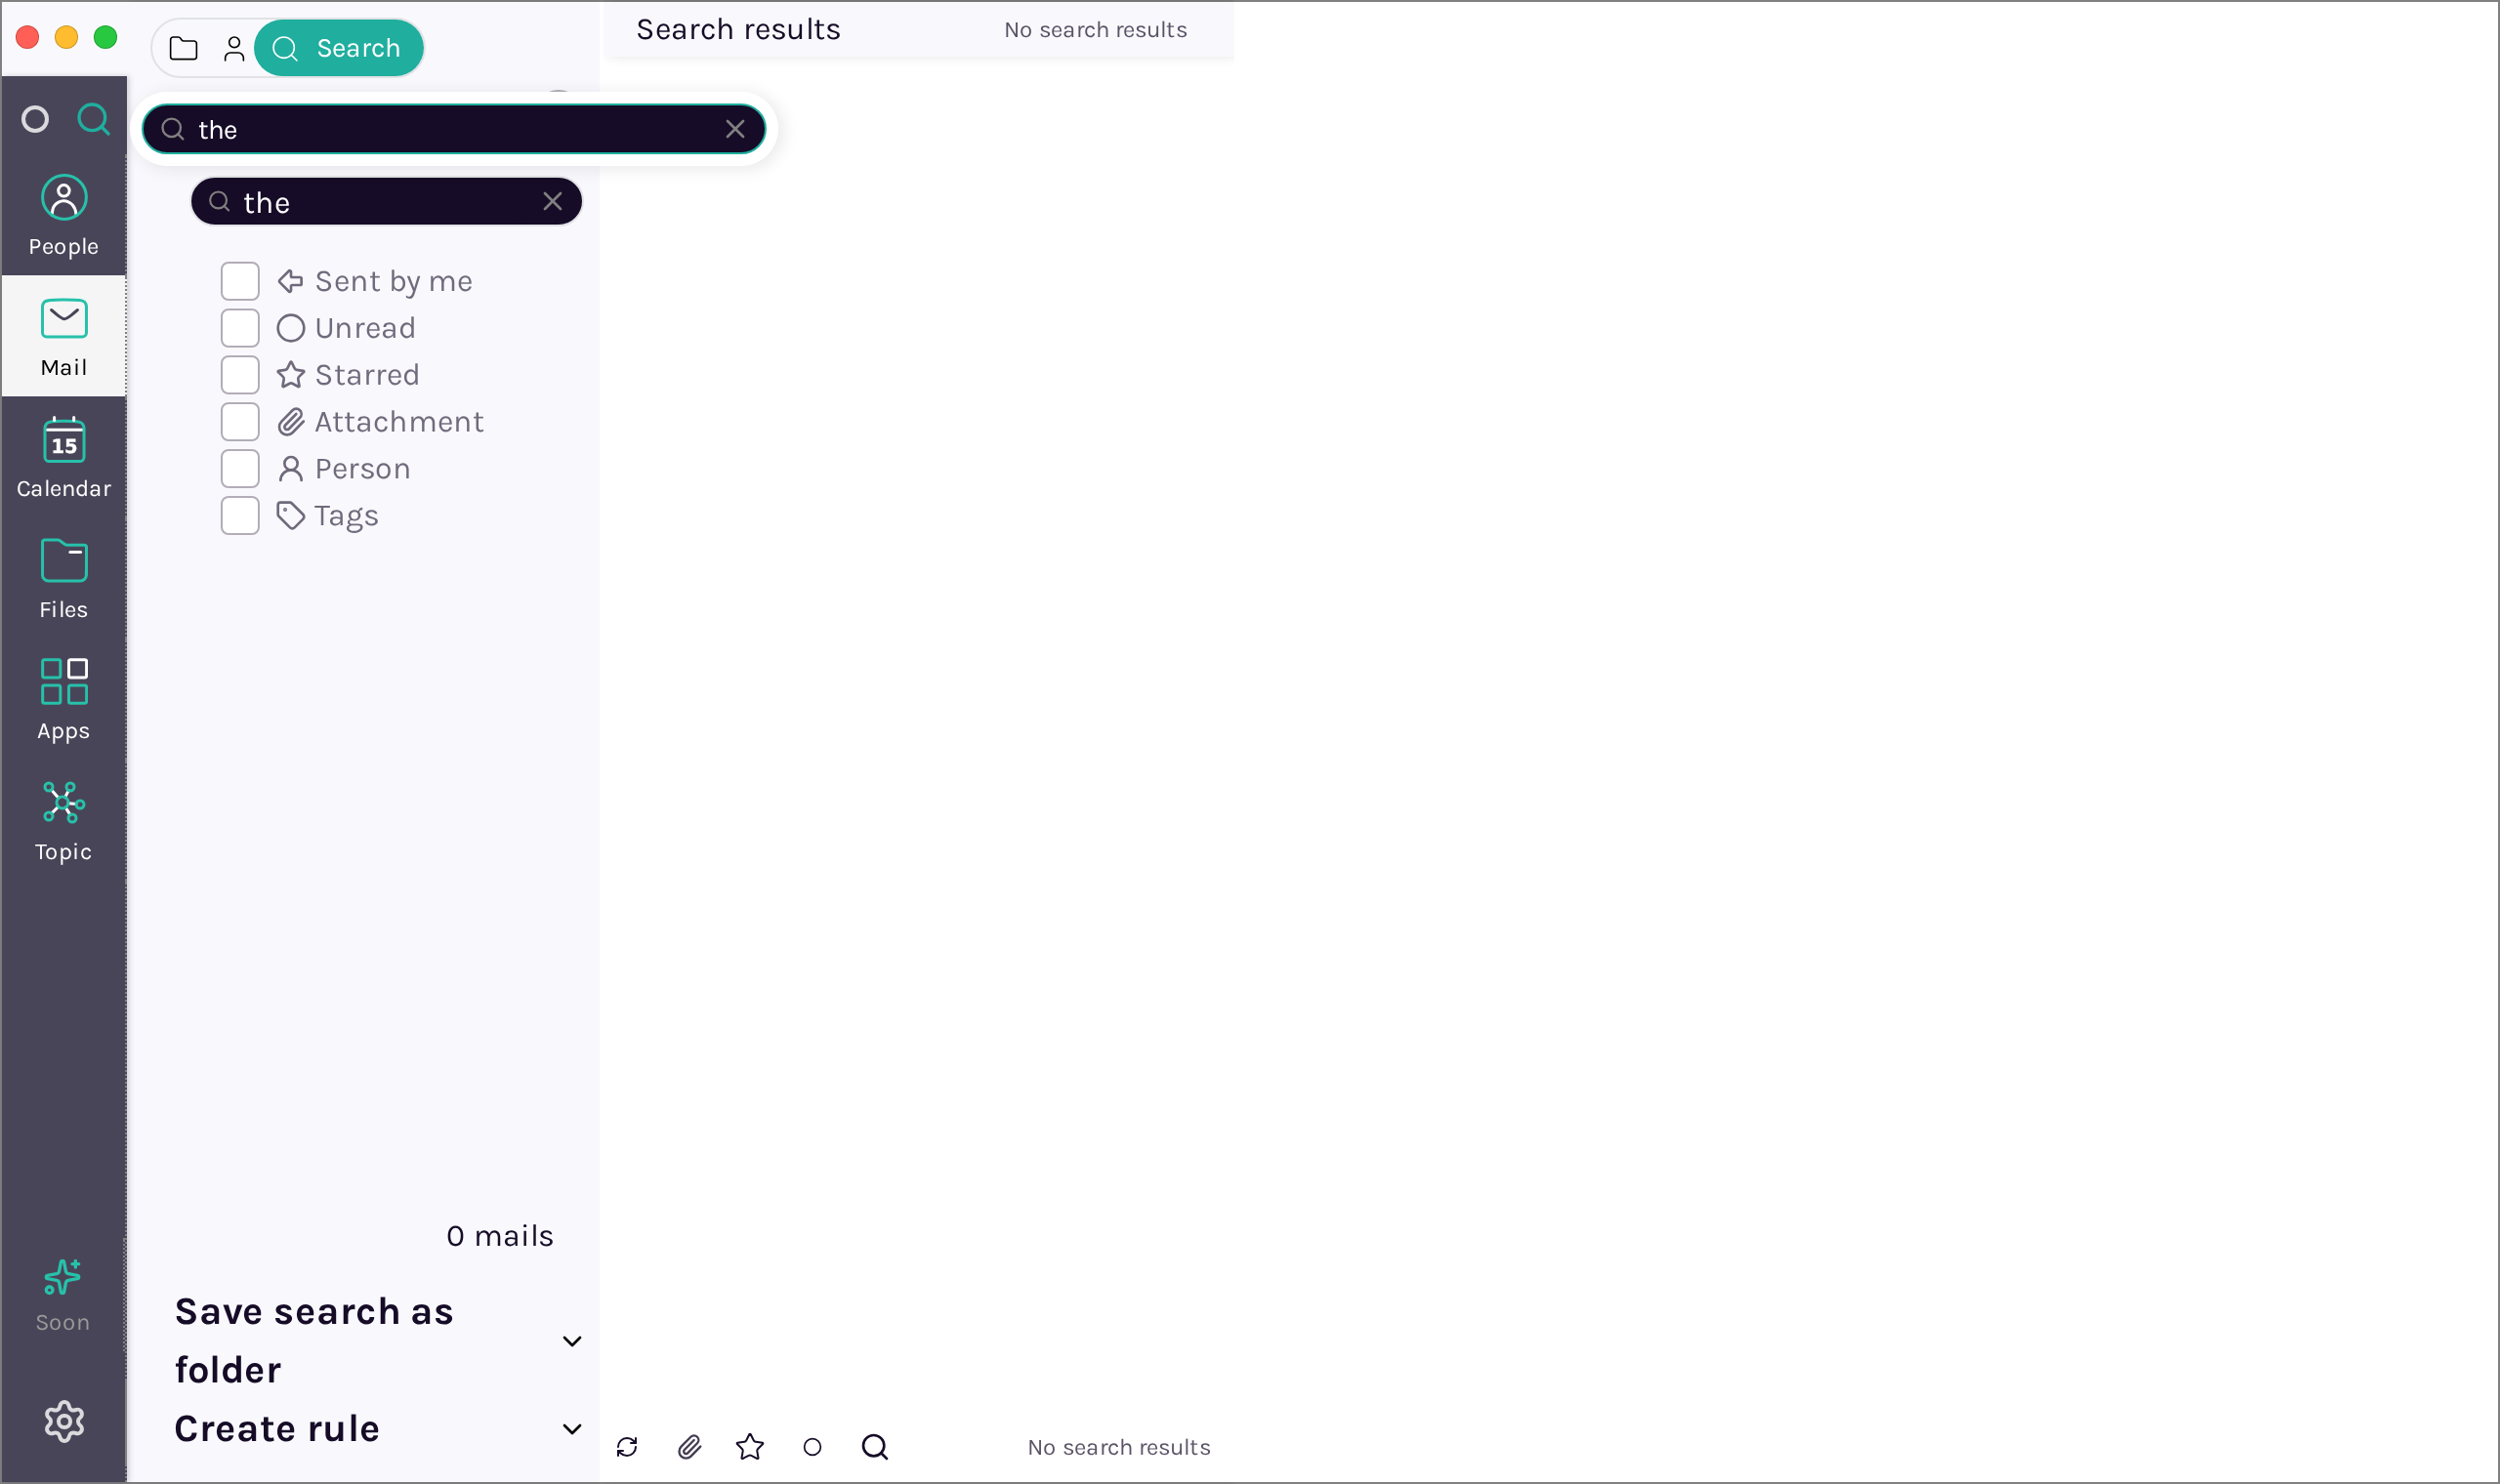 Search
Search results
No search results
the
the
People
Mail
15
Calendar
Files
Apps
Topic
Soon
Sent by me
Unread
Starred
Attachment
Person
Tags
0 mails
Save search as
folder
Create rule
No search results